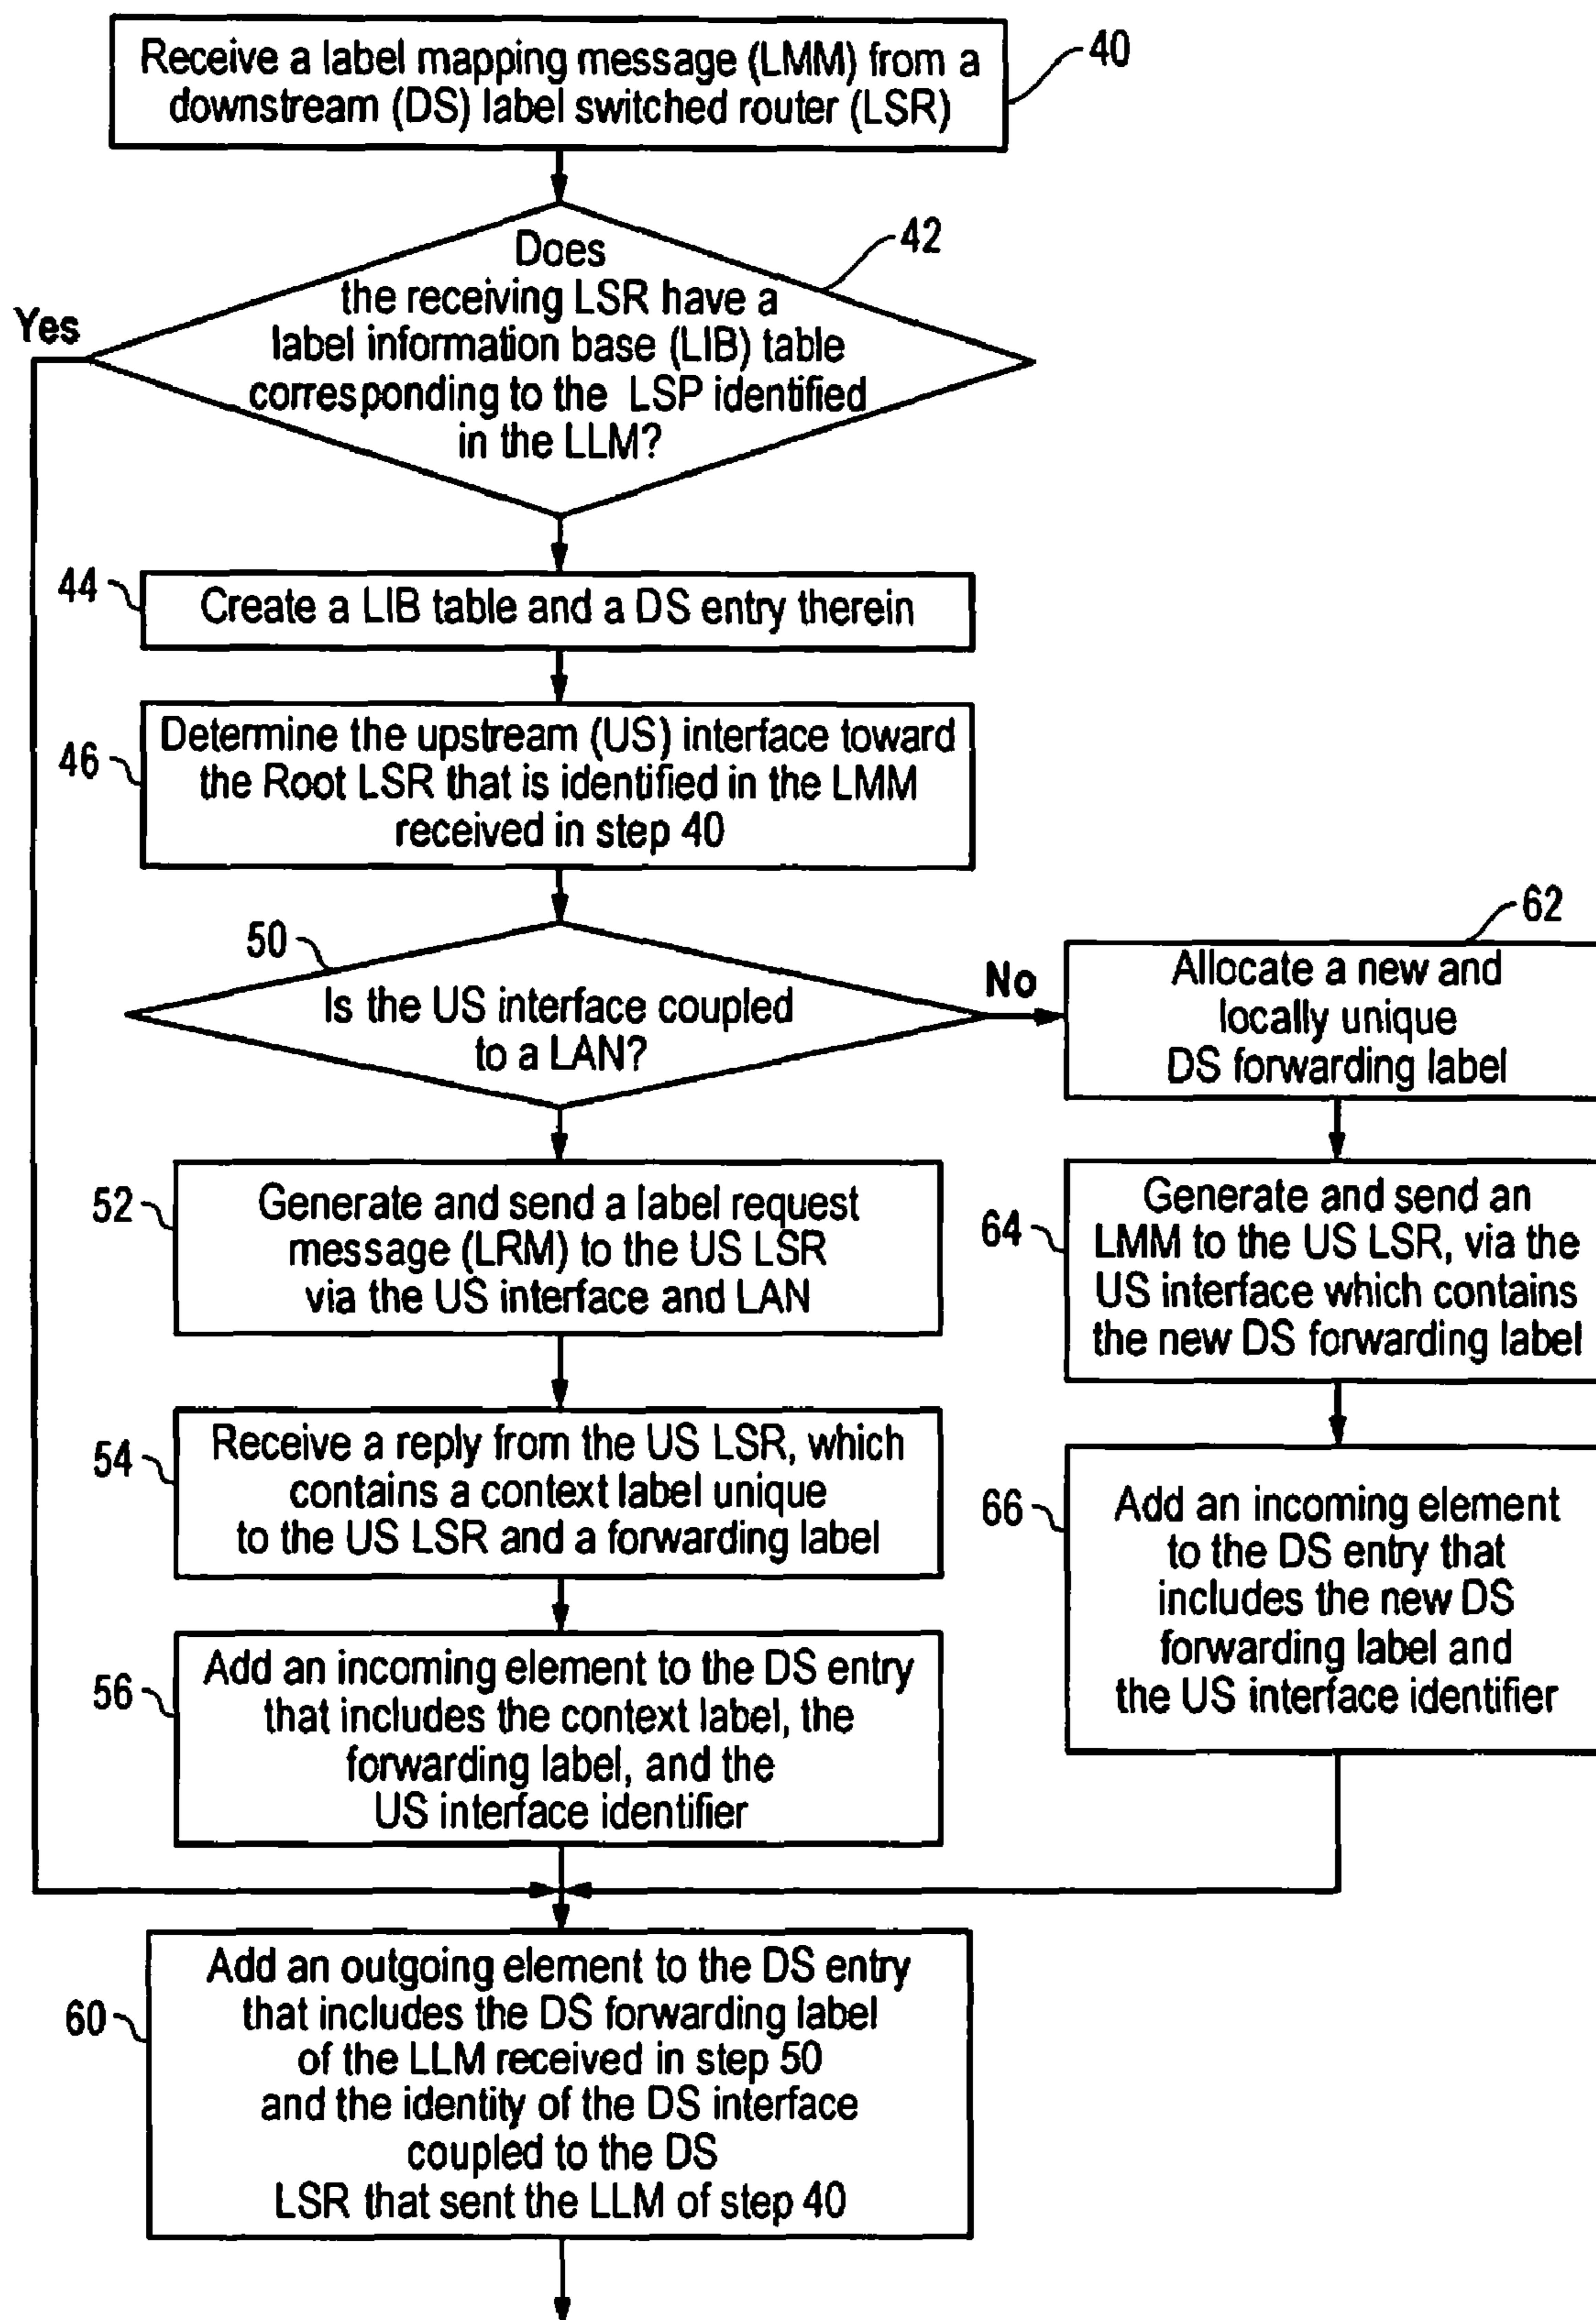 Receive a label mapping message (LMM) from a
downstream (DS) label switched router (LSR)
40
Does
the receiving LSR have a
label information base (LIB) table
corresponding to the LSP identified
in the LLM?
42
Yes
44
Create a LIB table and a DS entry therein
46
Determine the upstream (US) interface toward
the Root LSR that is identified in the LMM
received in step 40
50
Is the US interface coupled
to a LAN?
No
62
Allocate a new and
locally unique
DS forwarding label
52
Generate and send a label request
message (LRM) to the US LSR
via the US interface and LAN
64
Generate and send an
LMM to the US LSR, via the
US interface which contains
the new DS forwarding label
54
Receive a reply from the US LSR, which
contains a context label unique
to the US LSR and a forwarding label
66
Add an incoming element
to the DS entry that
includes the new DS
forwarding label and
the US interface identifier
56
Add an incoming element to the DS entry
that includes the context label, the
forwarding label, and the
US interface identifier
60
Add an outgoing element to the DS entry
that includes the DS forwarding label
of the LLM received in step 50
and the identity of the DS interface
coupled to the DS
LSR that sent the LLM of step 40